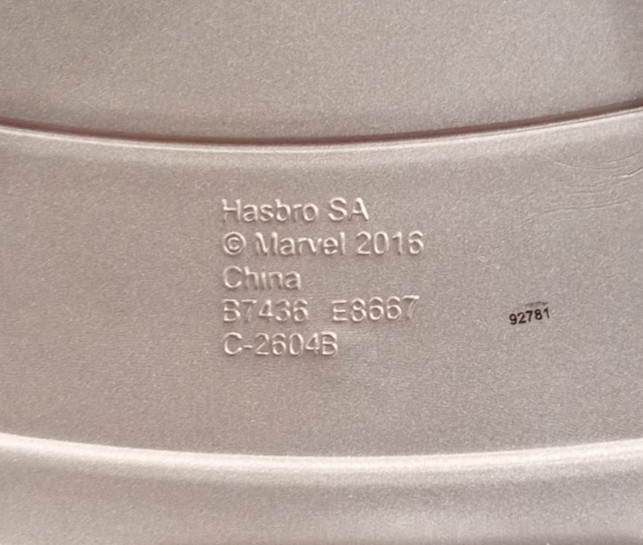 Hasbro SA
© Marvel 2016
China
B7436 E8667
C-2604B
92781